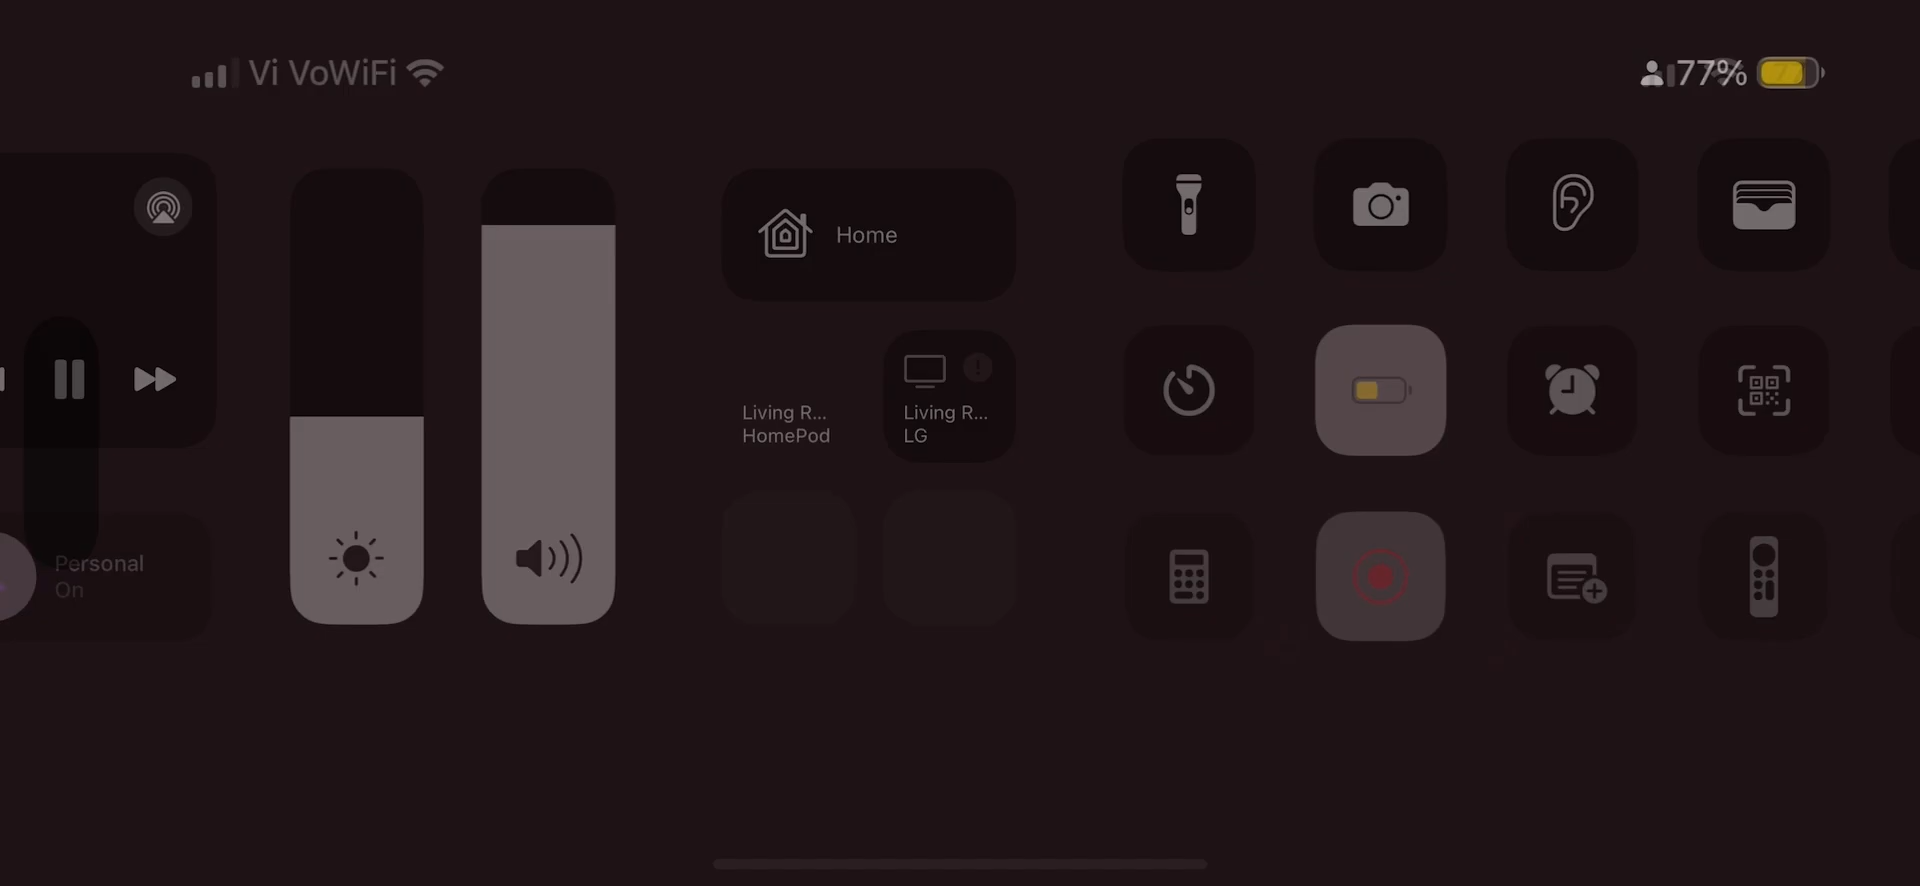 Vi VoWiFi
77%
Home
Living R...
HomePod
Living R...
LG
Personal
On